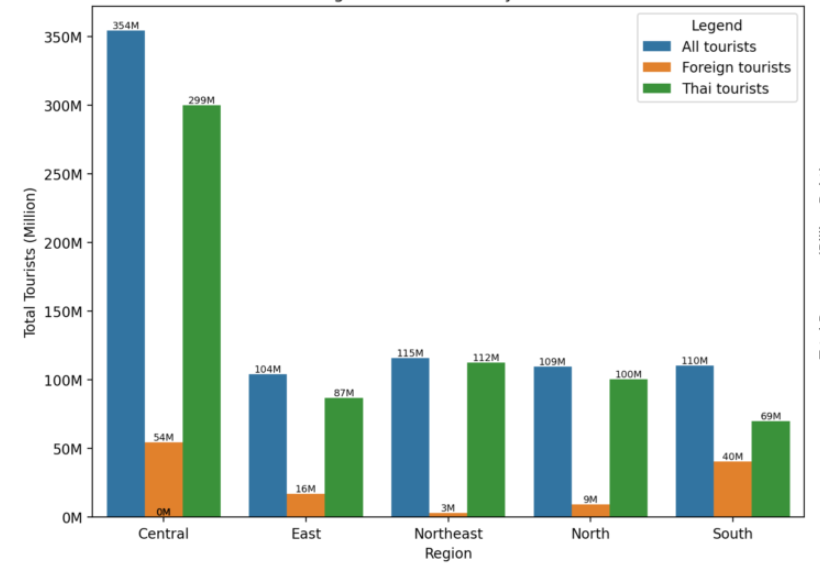 Legend
All tourists
Foreign tourists
Thai tourists
Total Tourists (Million)
350M
300M
250M
200M
150M
100M
50M
0M
354M
54M
0M
299M
104M
16M
87M
115M
3M
112M
109M
9M
100M
110M
40M
69M
Central East Northeast North South
Region